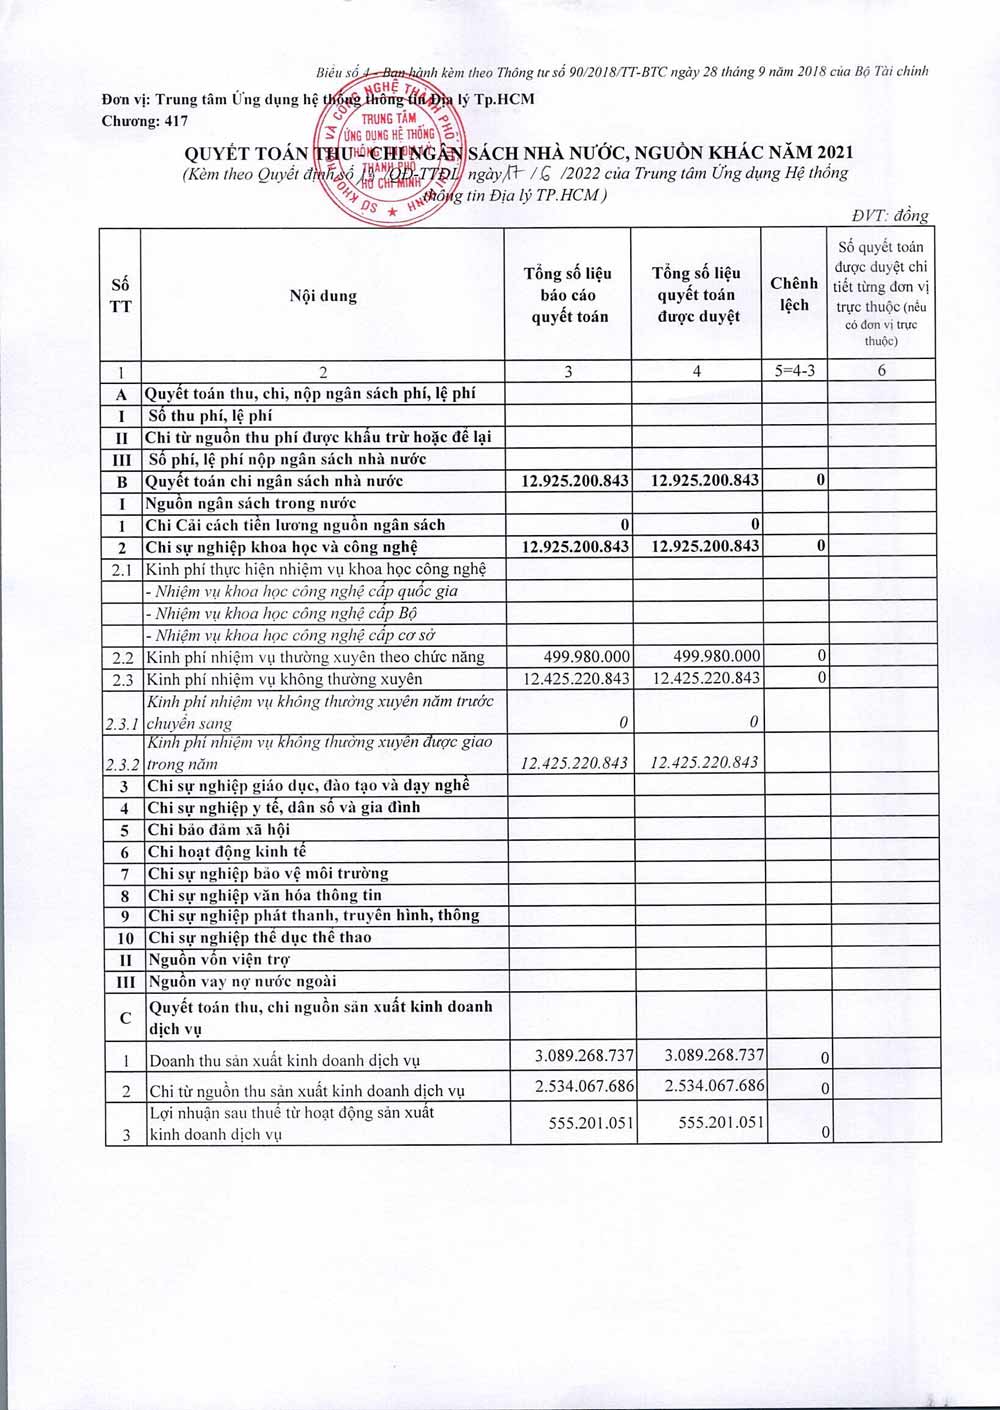 Biểu số 4 - Ban hành kèm theo Thông tư số 90/2018/TT-BTC ngày 28 tháng 9 năm 2018 của Bộ Tài chính
Đơn vị: Trung tâm Ứng dụng hệ thống thông tin Địa lý Tp.HCM
Chương: 417
SỞ KHOA HỌC VÀ CÔNG NGHỆ THÀNH PHỐ HỒ CHÍ MINH
TRUNG TÂM
ỨNG DỤNG HỆ THỐNG
THÔNG TIN ĐỊA LÝ
THÀNH PHỐ
HỒ CHÍ MINH
QUYẾT TOÁN THU - CHI NGÂN SÁCH NHÀ NƯỚC, NGUỒN KHÁC NĂM 2021
(Kèm theo Quyết định số /QĐ-TTĐL ngày 17 / 6 /2022 của Trung tâm Ứng dụng Hệ thống
thông tin Địa lý TP.HCM )
ĐVT: đồng
Số TT Nội dung Tổng số liệu báo cáo quyết toán Tổng số liệu quyết toán được duyệt Chênh lệch Số quyết toán được duyệt chi tiết từng đơn vị trực thuộc (nếu có đơn vị trực thuộc)
1 2 3 4 5=4-3 6
A Quyết toán thu, chi, nộp ngân sách phí, lệ phí
I Số thu phí, lệ phí
II Chi từ nguồn thu phí được khấu trừ hoặc để lại
III Số phí, lệ phí nộp ngân sách nhà nước
B Quyết toán chi ngân sách nhà nước 12.925.200.843 12.925.200.843 0
I Nguồn ngân sách trong nước
1 Chi Cải cách tiền lương nguồn ngân sách 0 0
2 Chi sự nghiệp khoa học và công nghệ 12.925.200.843 12.925.200.843 0
2.1 Kinh phí thực hiện nhiệm vụ khoa học công nghệ
- Nhiệm vụ khoa học công nghệ cấp quốc gia
- Nhiệm vụ khoa học công nghệ cấp Bộ
- Nhiệm vụ khoa học công nghệ cấp cơ sở
2.2 Kinh phí nhiệm vụ thường xuyên theo chức năng 499.980.000 499.980.000 0
2.3 Kinh phí nhiệm vụ không thường xuyên 12.425.220.843 12.425.220.843 0
Kinh phí nhiệm vụ không thường xuyên năm trước
2.3.1 chuyển sang 0 0
Kinh phí nhiệm vụ không thường xuyên được giao
2.3.2 trong năm 12.425.220.843 12.425.220.843
3 Chi sự nghiệp giáo dục, đào tạo và dạy nghề
4 Chi sự nghiệp y tế, dân số và gia đình
5 Chi bảo đảm xã hội
6 Chi hoạt động kinh tế
7 Chi sự nghiệp bảo vệ môi trường
8 Chi sự nghiệp văn hóa thông tin
9 Chi sự nghiệp phát thanh, truyền hình, thông
10 Chi sự nghiệp thể dục thể thao
II Nguồn vốn viện trợ
III Nguồn vay nợ nước ngoài
C Quyết toán thu, chi nguồn sản xuất kinh doanh
dịch vụ
1 Doanh thu sản xuất kinh doanh dịch vụ 3.089.268.737 3.089.268.737 0
2 Chi từ nguồn thu sản xuất kinh doanh dịch vụ 2.534.067.686 2.534.067.686 0
Lợi nhuận sau thuế từ hoạt động sản xuất
3 kinh doanh dịch vụ 555.201.051 555.201.051 0